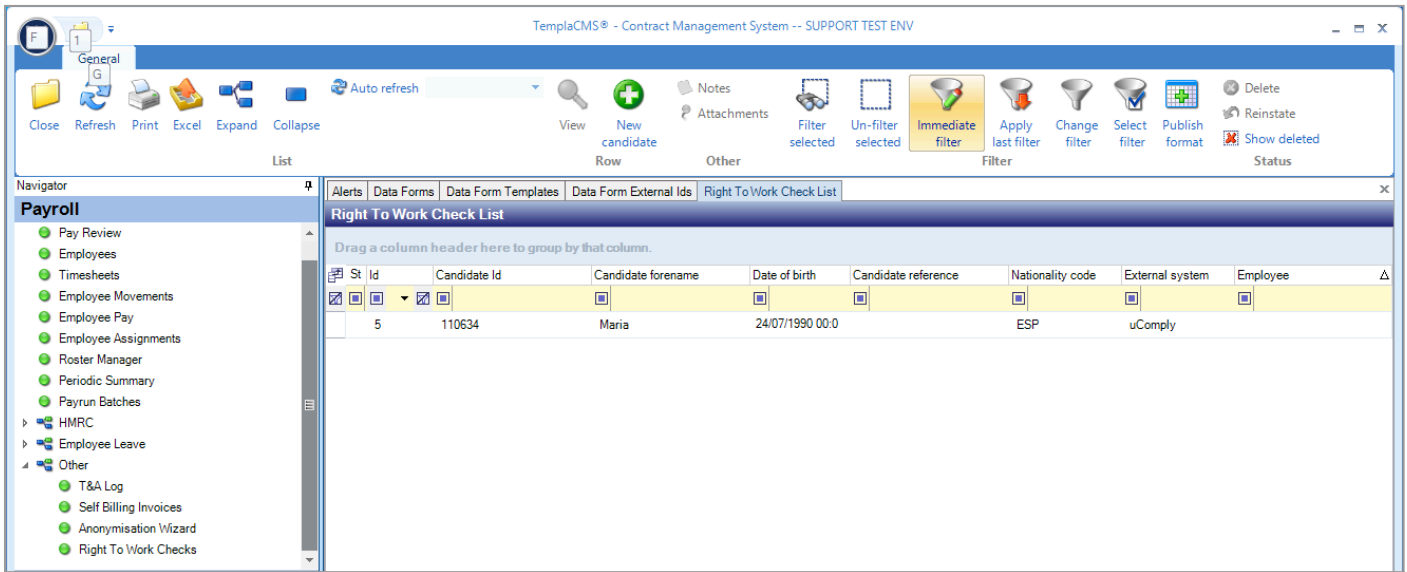 TemplaCMS® - Contract Management System -- SUPPORT TEST ENV
F
1
General
G
Close
Refresh
Print
Excel
Expand
Collapse
List
Auto refresh
View
New candidate
Row
Notes
Attachments
Other
Filter selected
Un-filter selected
Immediate filter
Apply last filter
Change filter
Select filter
Publish format
Filter
Delete
Reinstate
Show deleted
Status
Navigator
Payroll
Pay Review
Employees
Timesheets
Employee Movements
Employee Pay
Employee Assignments
Roster Manager
Periodic Summary
Payrun Batches
HMRC
Employee Leave
Other
T&A Log
Self Billing Invoices
Anonymisation Wizard
Right To Work Checks
Alerts Data Forms Data Form Templates Data Form External Ids Right To Work Check List
Right To Work Check List
Drag a column header here to group by that column.
St Id Candidate Id Candidate forename Date of birth Candidate reference Nationality code External system Employee
5 110634 Maria 24/07/1990 00:0 ESP uComply